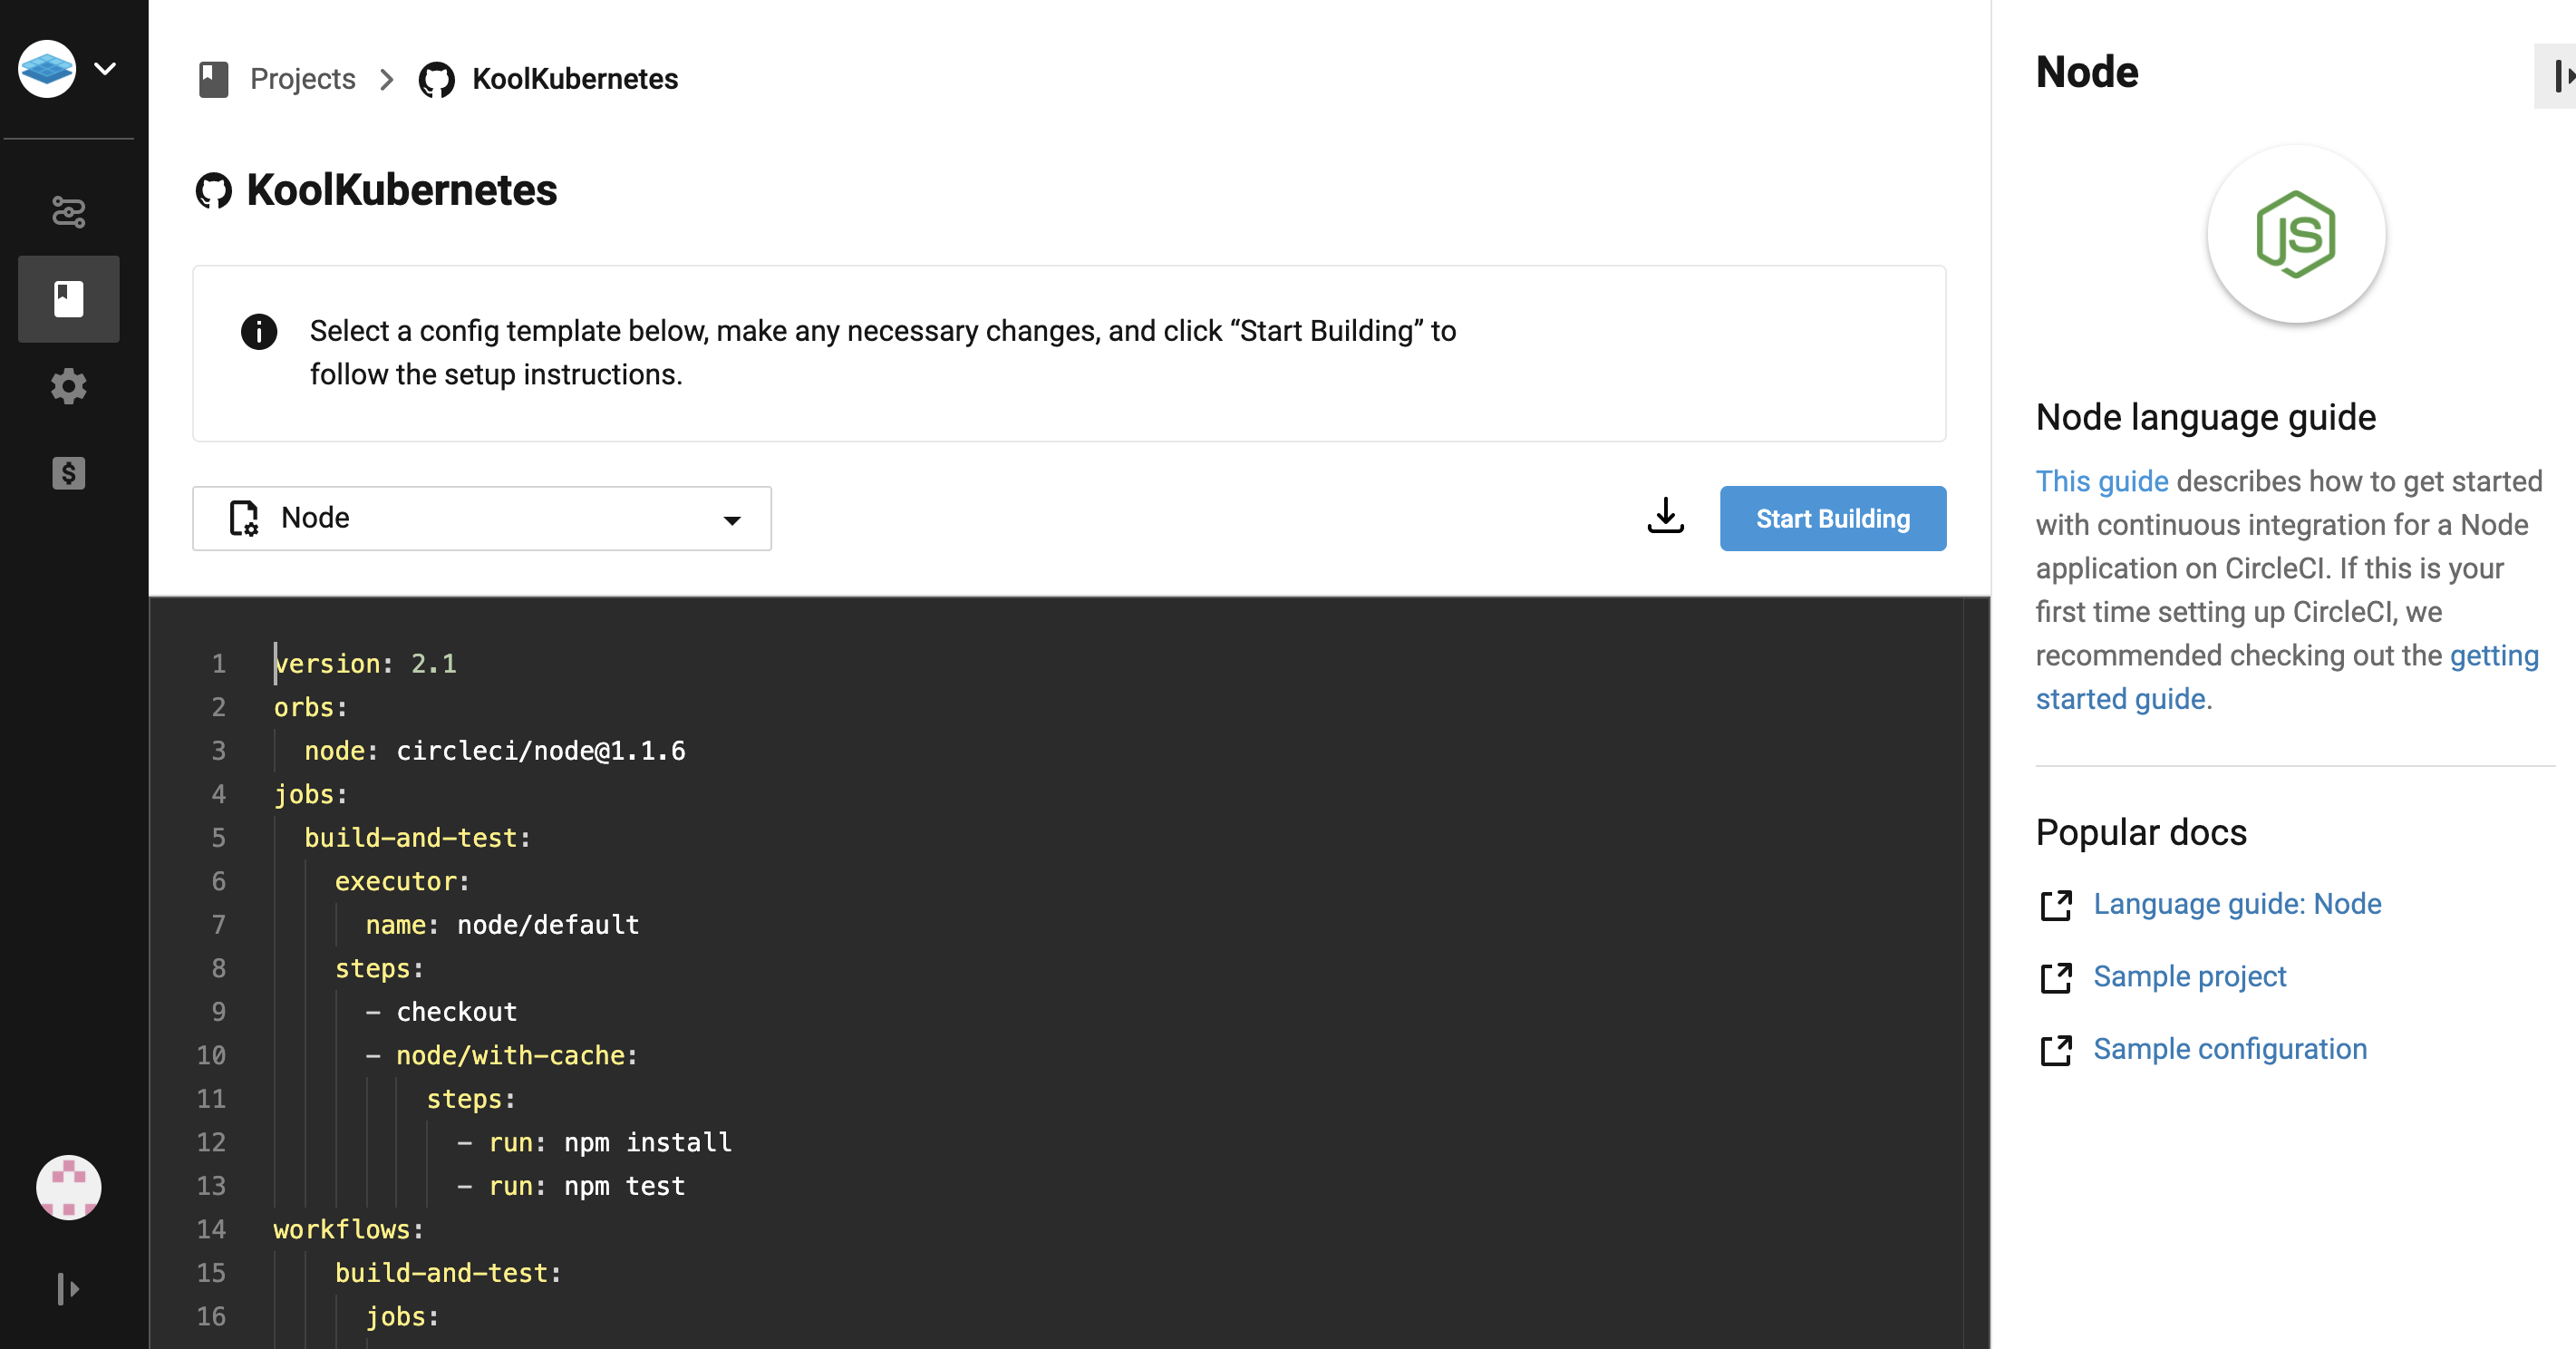 Projects > KoolKubernetes
KoolKubernetes
Select a config template below, make any necessary changes, and click “Start Building” to
follow the setup instructions.
Node
Start Building
1 version: 2.1
2 orbs:
3 node: circleci/node@1.1.6
4 jobs:
5 build-and-test:
6 executor:
7 name: node/default
8 steps:
9 - checkout
10 - node/with-cache:
11 steps:
12 - run: npm install
13 - run: npm test
14 workflows:
15 build-and-test:
16 jobs:
Node
JS
Node language guide
This guide describes how to get started
with continuous integration for a Node
application on CircleCI. If this is your
first time setting up CircleCI, we
recommended checking out the getting
started guide.
Popular docs
Language guide: Node
Sample project
Sample configuration